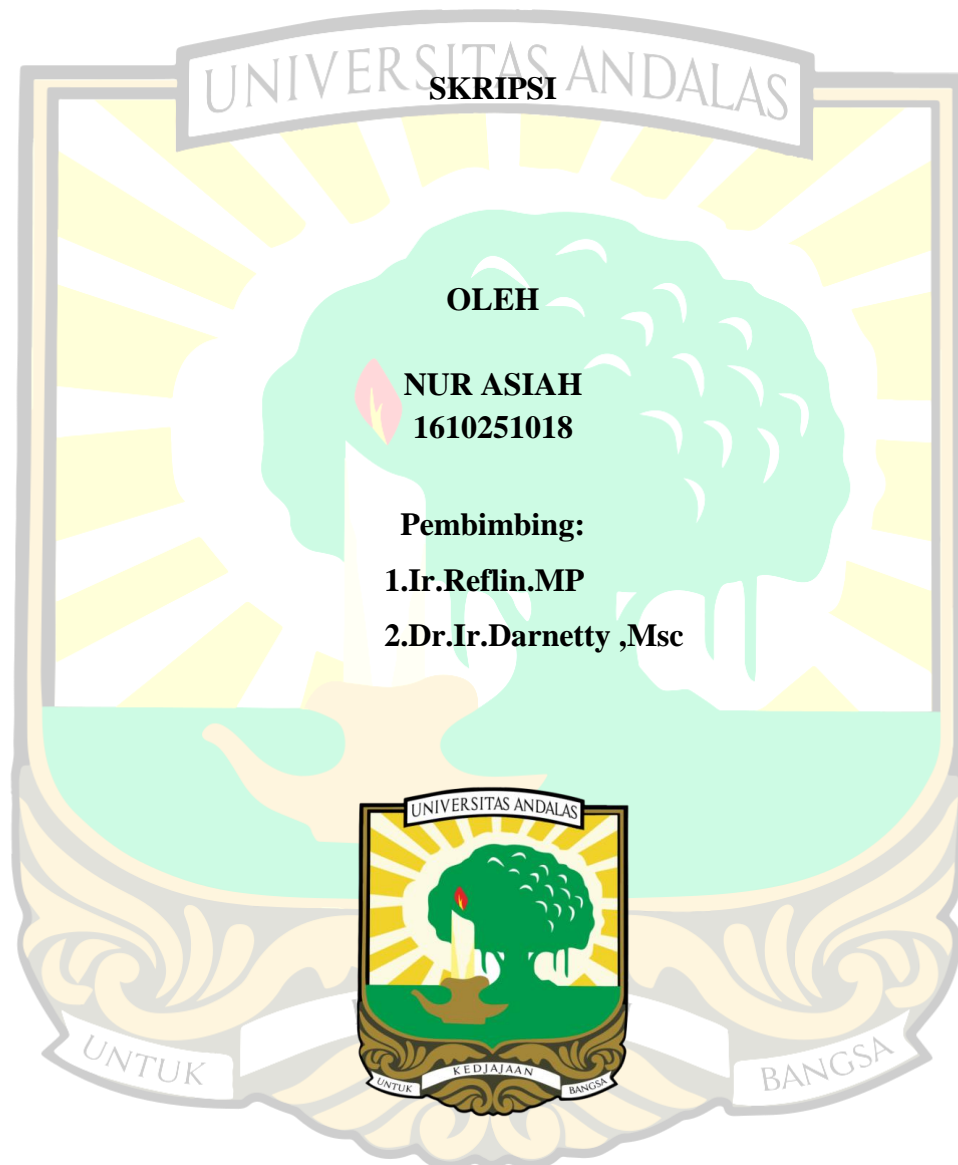 UNIVERSITAS ANDALAS
SKRIPSI
OLEH
NUR ASIAH
1610251018
Pembimbing:
1.Ir.Reflin.MP
2.Dr.Ir.Darnetty ,Msc
UNIVERSITAS ANDALAS
UNTUK KEDJAJAAN BANGSA
UNTUK BANGSA